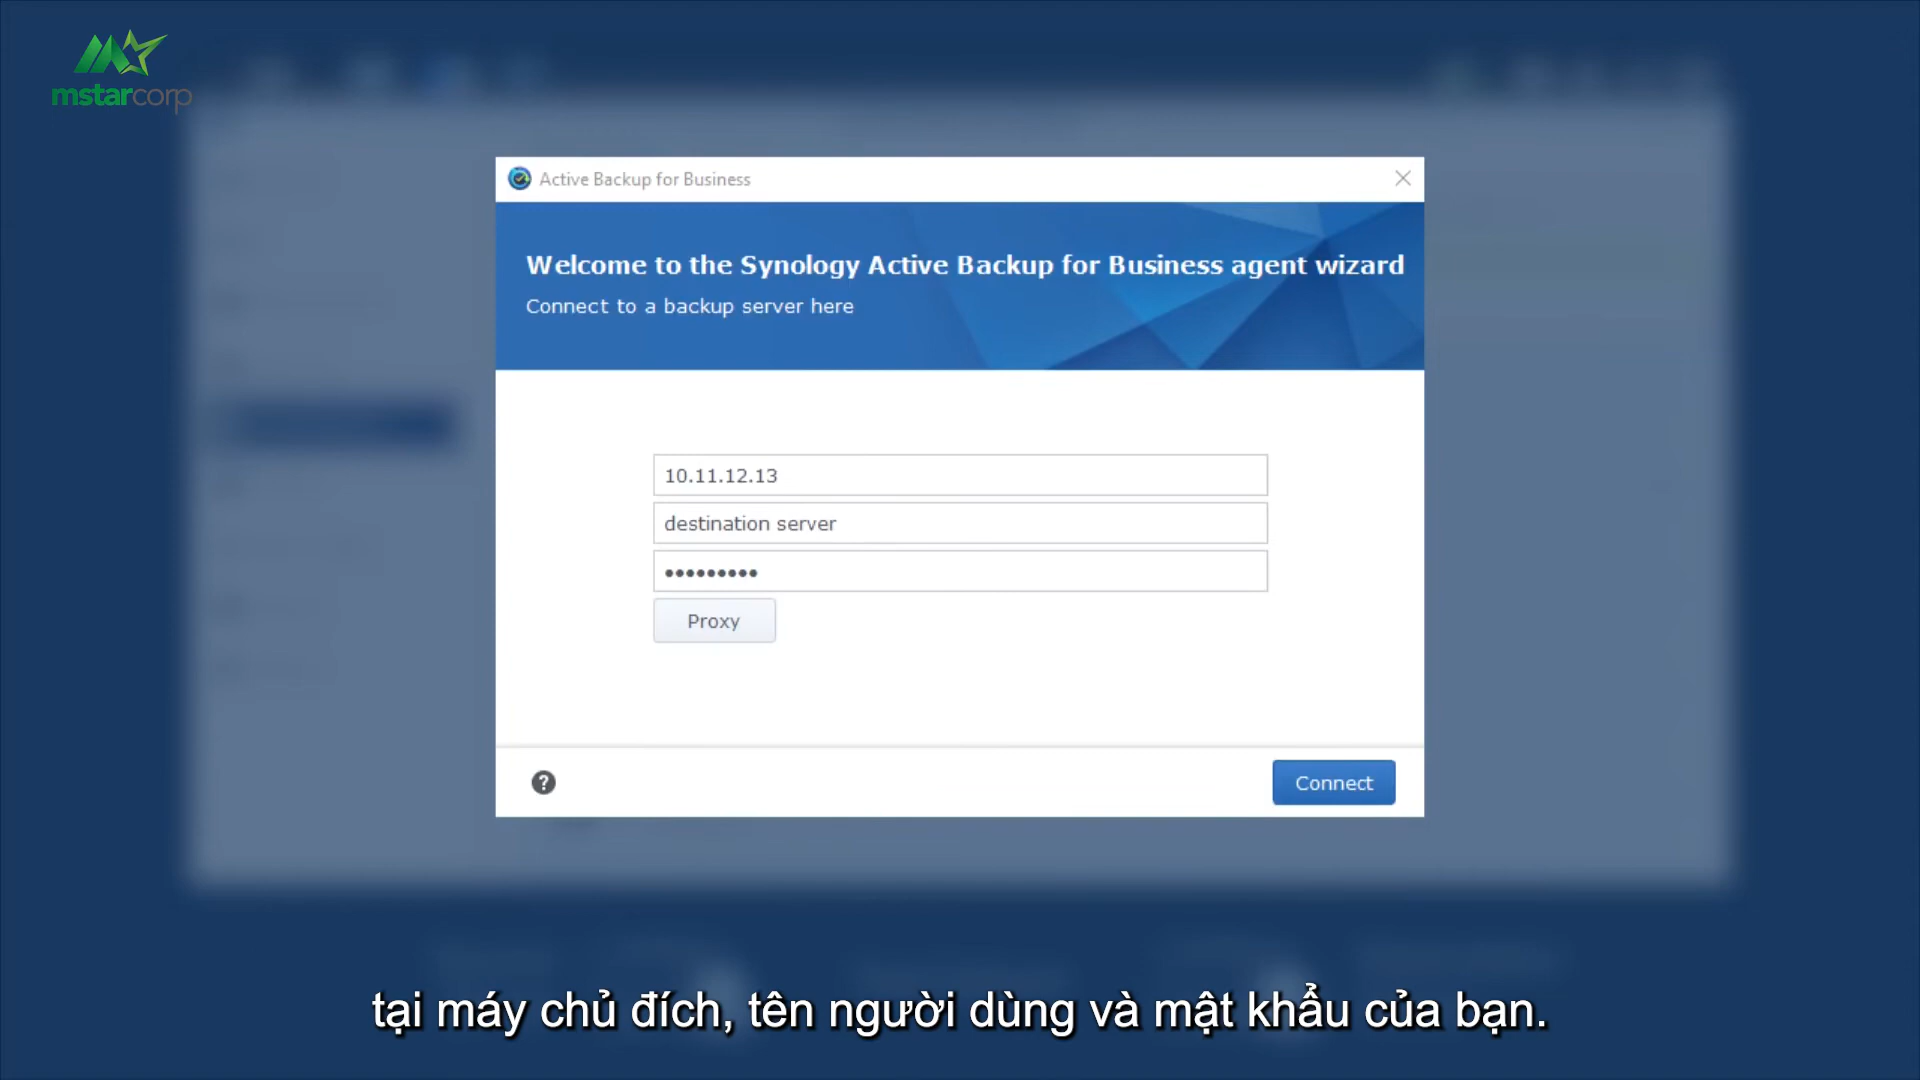 mstarcorp
Active Backup for Business
Welcome to the Synology Active Backup for Business agent wizard
Connect to a backup server here
10.11.12.13
destination server
•••••••••
Proxy
?
Connect
tại máy chủ đích, tên người dùng và mật khẩu của bạn.